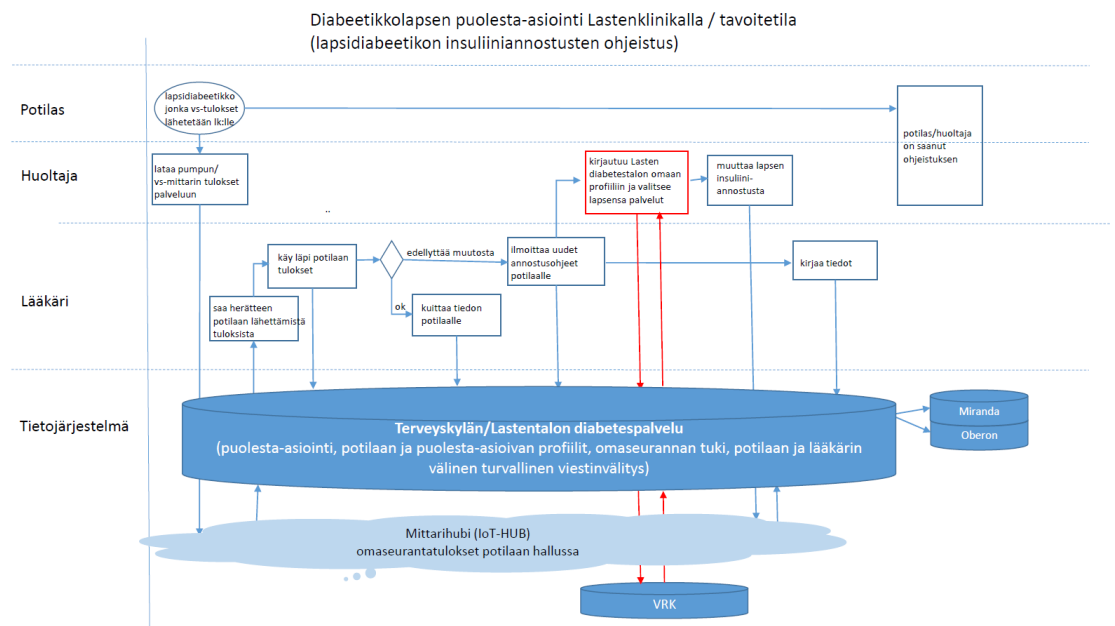 Diabeetikkolapsen puolesta-asiointi Lastenklinikalla / tavoitetila
(lapsidiabeetikon insuliiniannostusten ohjeistus)
Potilas
lapsidiabeetikko
jonka vs-tulokset
lähetetään lk:lle
potilas/huoltaja
on saanut
ohjeistuksen
Huoltaja
lataa pumpun/
vs-mittarin tulokset
palveluun
kirjautuu Lasten
diabetestalon omaan
profiiliin ja valitsee
lapsensa palvelut
muuttaa lapsen
insuliini-
annostusta
..
Lääkäri
saa herätteen
potilaan lähettämistä
tuloksista
käy läpi potilaan
tulokset
edellyttää muutosta
ok
kuittaa tiedon
potilaalle
ilmoittaa uudet
annostusohjeet
potilaalle
kirjaa tiedot
Tietojärjestelmä
Terveyskylän/Lastentalon diabetespalvelu
(puolesta-asiointi, potilaan ja puolesta-asioivan profiilit, omaseurannan tuki, potilaan ja lääkärin
välinen turvallinen viestinvälitys)
Miranda
Oberon
Mittarihubi (IoT-HUB)
omaseurantatulokset potilaan hallussa
VRK